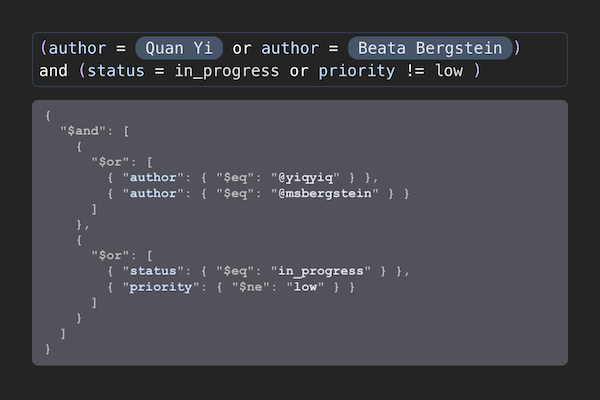 (author = Quan Yi or author = Beata Bergstein)
and (status = in_progress or priority != low )
{
  "$and": [
    {
      "$or": [
        { "author": { "$eq": "@yiqyiq" } },
        { "author": { "$eq": "@msbergstein" } }
      ]
    },
    {
      "$or": [
        { "status": { "$eq": "in_progress" } },
        { "priority": { "$ne": "low" } }
      ]
    }
  ]
}